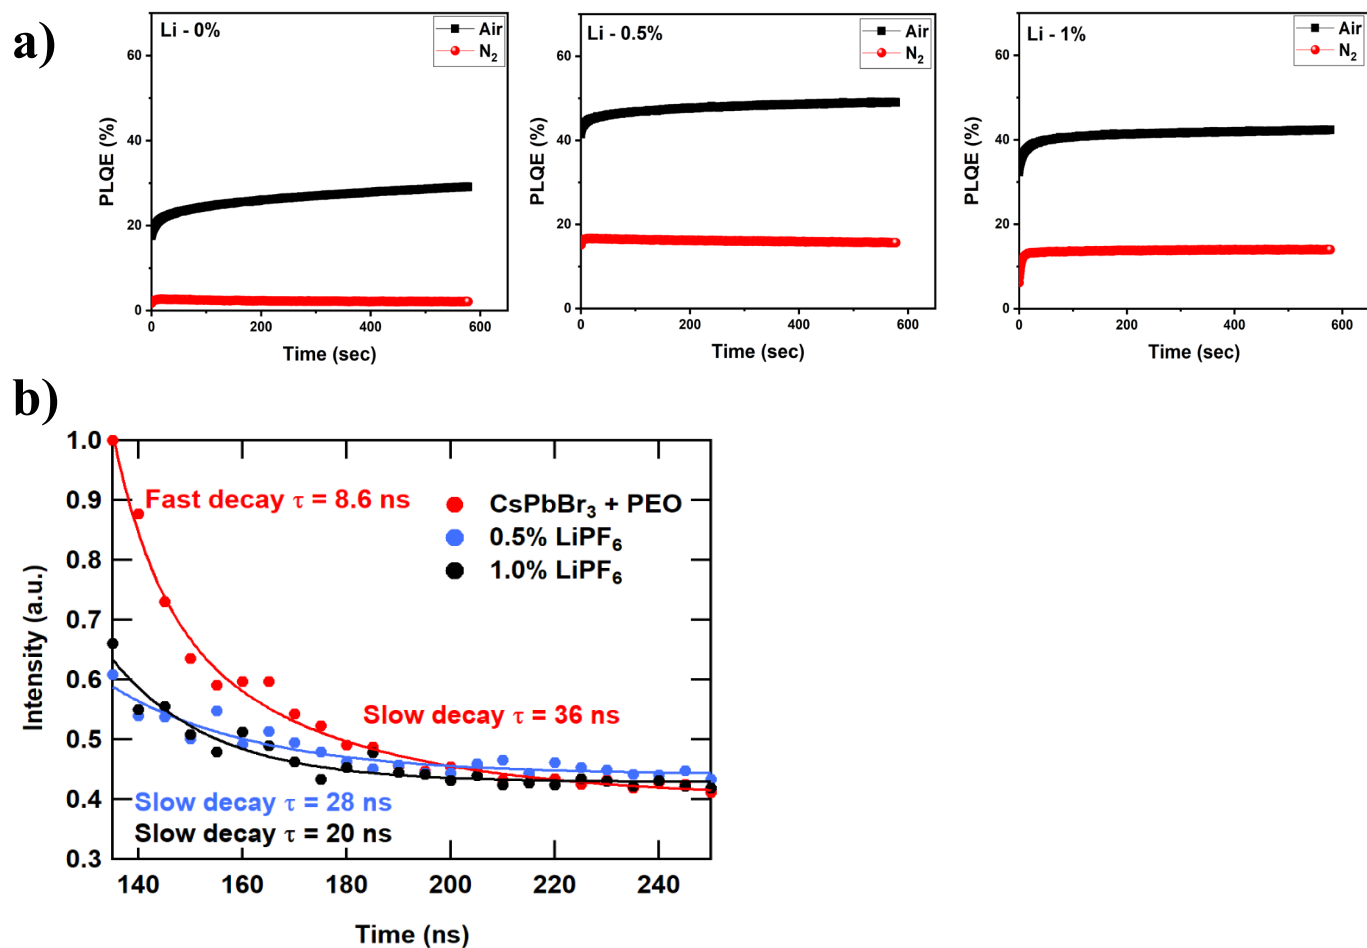 a)
Li - 0%
Air
N2
60
40
20
0
PLQE (%)
0 200 400 600
Time (sec)
Li - 0.5%
Air
N2
60
40
20
0
PLQE (%)
0 200 400 600
Time (sec)
Li - 1%
Air
N2
60
40
20
0
PLQE (%)
0 200 400 600
Time (sec)
b)
1.0
0.9
0.8
0.7
0.6
0.5
0.4
0.3
Intensity (a.u.)
Fast decay τ = 8.6 ns
CsPbBr3 + PEO
0.5% LiPF6
1.0% LiPF6
Slow decay τ = 36 ns
Slow decay τ = 28 ns
Slow decay τ = 20 ns
140 160 180 200 220 240
Time (ns)